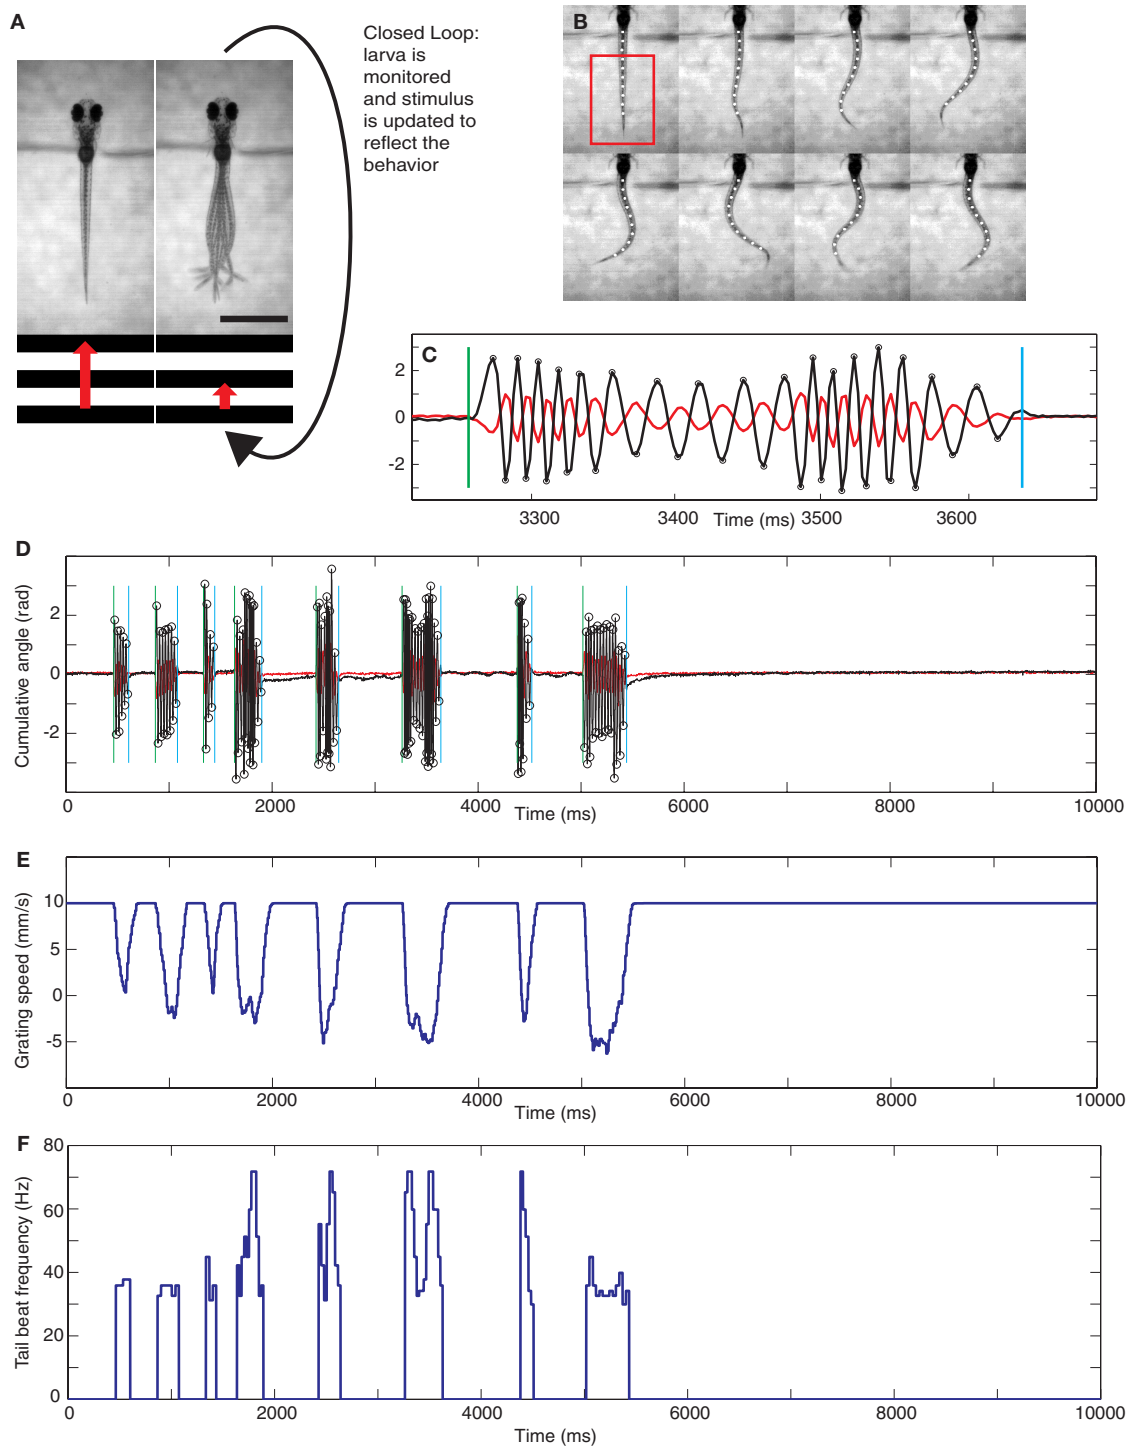 A
Closed Loop:
larva is
monitored
and stimulus
is updated to
reflect the
behavior
B
C
2
0
-2
3300
3400
3500
3600
Time (ms)
D
Cumulative angle (rad)
2
0
-2
0
2000
4000
6000
8000
10000
Time (ms)
E
Grating speed (mm/s)
10
5
0
-5
0
2000
4000
6000
8000
10000
Time (ms)
F
Tail beat frequency (Hz)
80
60
40
20
0
0
2000
4000
6000
8000
10000
Time (ms)